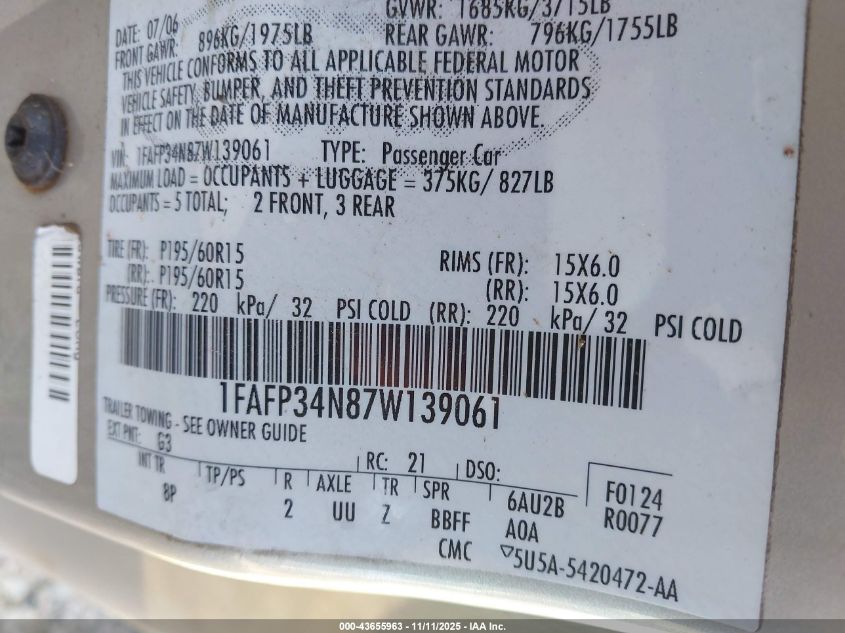 GVWR: 1685KG/3715LB
DATE: 07/06
FRONT GAWR: 896KG/1975LB REAR GAWR: 796KG/1755LB
THIS VEHICLE CONFORMS TO ALL APPLICABLE FEDERAL MOTOR
VEHICLE SAFETY, BUMPER, AND THEFT PREVENTION STANDARDS
IN EFFECT ON THE DATE OF MANUFACTURE SHOWN ABOVE.
VIN: 1FAFP34N87W139061 TYPE: Passenger Car
MAXIMUM LOAD = OCCUPANTS + LUGGAGE = 375KG/ 827LB
OCCUPANTS = 5 TOTAL; 2 FRONT, 3 REAR
TIRE (FR): P195/60R15 RIMS (FR): 15X6.0
(RR): P195/60R15 (RR): 15X6.0
PRESSURE (FR): 220 kPa/ 32 PSI COLD (RR): 220 kPa/ 32 PSI COLD
1FAFP34N87W139061
TRAILER TOWING - SEE OWNER GUIDE
EXT PNT: G3 RC: 21 DSO:
INT TR TP/PS R AXLE TR SPR 6AU2B F0124
8P 2 UU Z BBFF A0A R0077
CMC ▽5U5A-5420472-AA
000-43655963 - 11/11/2025 - IAA Inc.